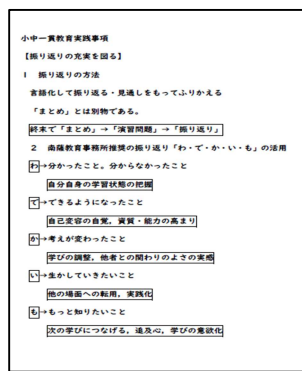 小中一貫教育実践事項
【振り返りの充実を図る】
１　振り返りの方法
言語化して振り返る・見通しをもってふりかえる
「まとめ」とは別物である。
終末で「まとめ」→「演習問題」→「振り返り」
２　南薩教育事務所推奨の振り返り「わ・で・か・い・も」の活用
わ→分かったこと。分からなかったこと
自分自身の学習状態の把握
で→できるようになったこと
自己変容の自覚，資質・能力の高まり
か→考えが変わったこと
学びの調整，他者との関わりのよさの実感
い→生かしていきたいこと
他の場面への転用，実践化
も→もっと知りたいこと
次の学びにつなげる，追及心，学びの意欲化